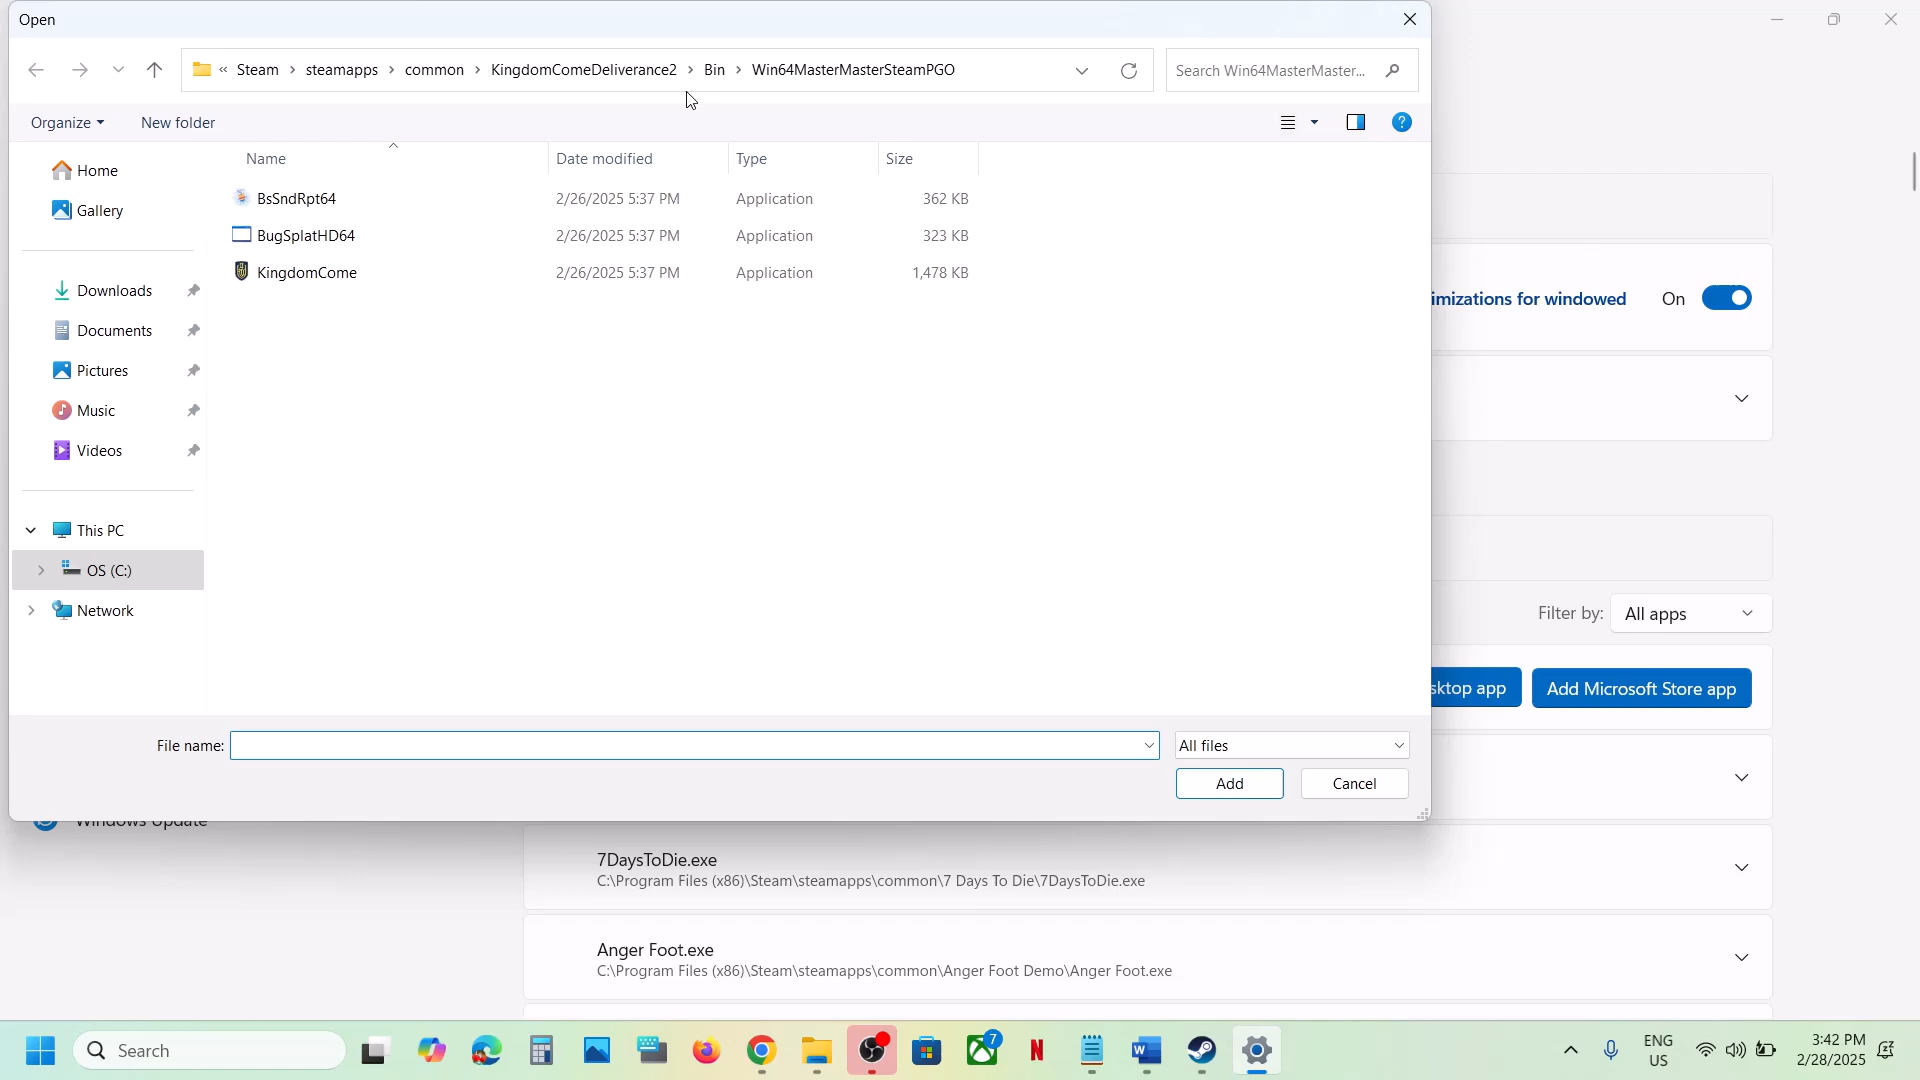 Open
« Steam > steamapps > common > KingdomComeDeliverance2 > Bin > Win64MasterMasterSteamPGO
Search Win64MasterMaster...
Organize
New folder
Name
Date modified
Type
Size
Home
Gallery
Downloads
Documents
Pictures
Music
Videos
This PC
OS (C:)
Network
BsSndRpt64 2/26/2025 5:37 PM Application 362 KB
BugSplatHD64 2/26/2025 5:37 PM Application 323 KB
KingdomCome 2/26/2025 5:37 PM Application 1,478 KB
imizations for windowed
On
Filter by: All apps
sktop app
Add Microsoft Store app
File name:
All files
Add
Cancel
Windows Update
7DaysToDie.exe
C:\Program Files (x86)\Steam\steamapps\common\7 Days To Die\7DaysToDie.exe
Anger Foot.exe
C:\Program Files (x86)\Steam\steamapps\common\Anger Foot Demo\Anger Foot.exe
Search
7
ENG
US
3:42 PM
2/28/2025